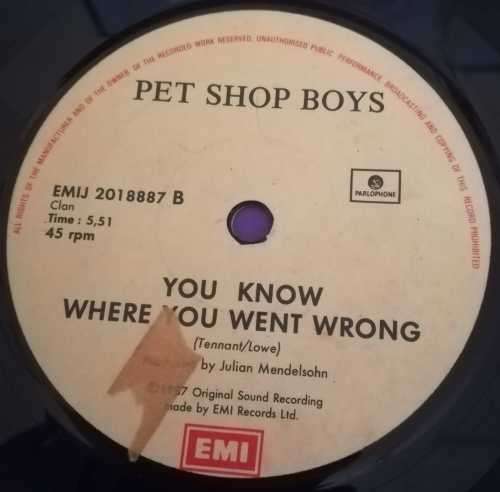 ALL RIGHTS OF THE MANUFACTURER AND OF THE OWNER OF THE RECORDED WORK RESERVED. UNAUTHORISED PUBLIC PERFORMANCE BROADCASTING AND COPYING OF THIS RECORD PROHIBITED
PET SHOP BOYS
EMIJ 2018887 B
Clan
Time : 5,51
45 rpm
PARLOPHONE
YOU KNOW
WHERE YOU WENT WRONG
(Tennant/Lowe)
by Julian Mendelsohn
Original Sound Recording
made by EMI Records Ltd.
EMI